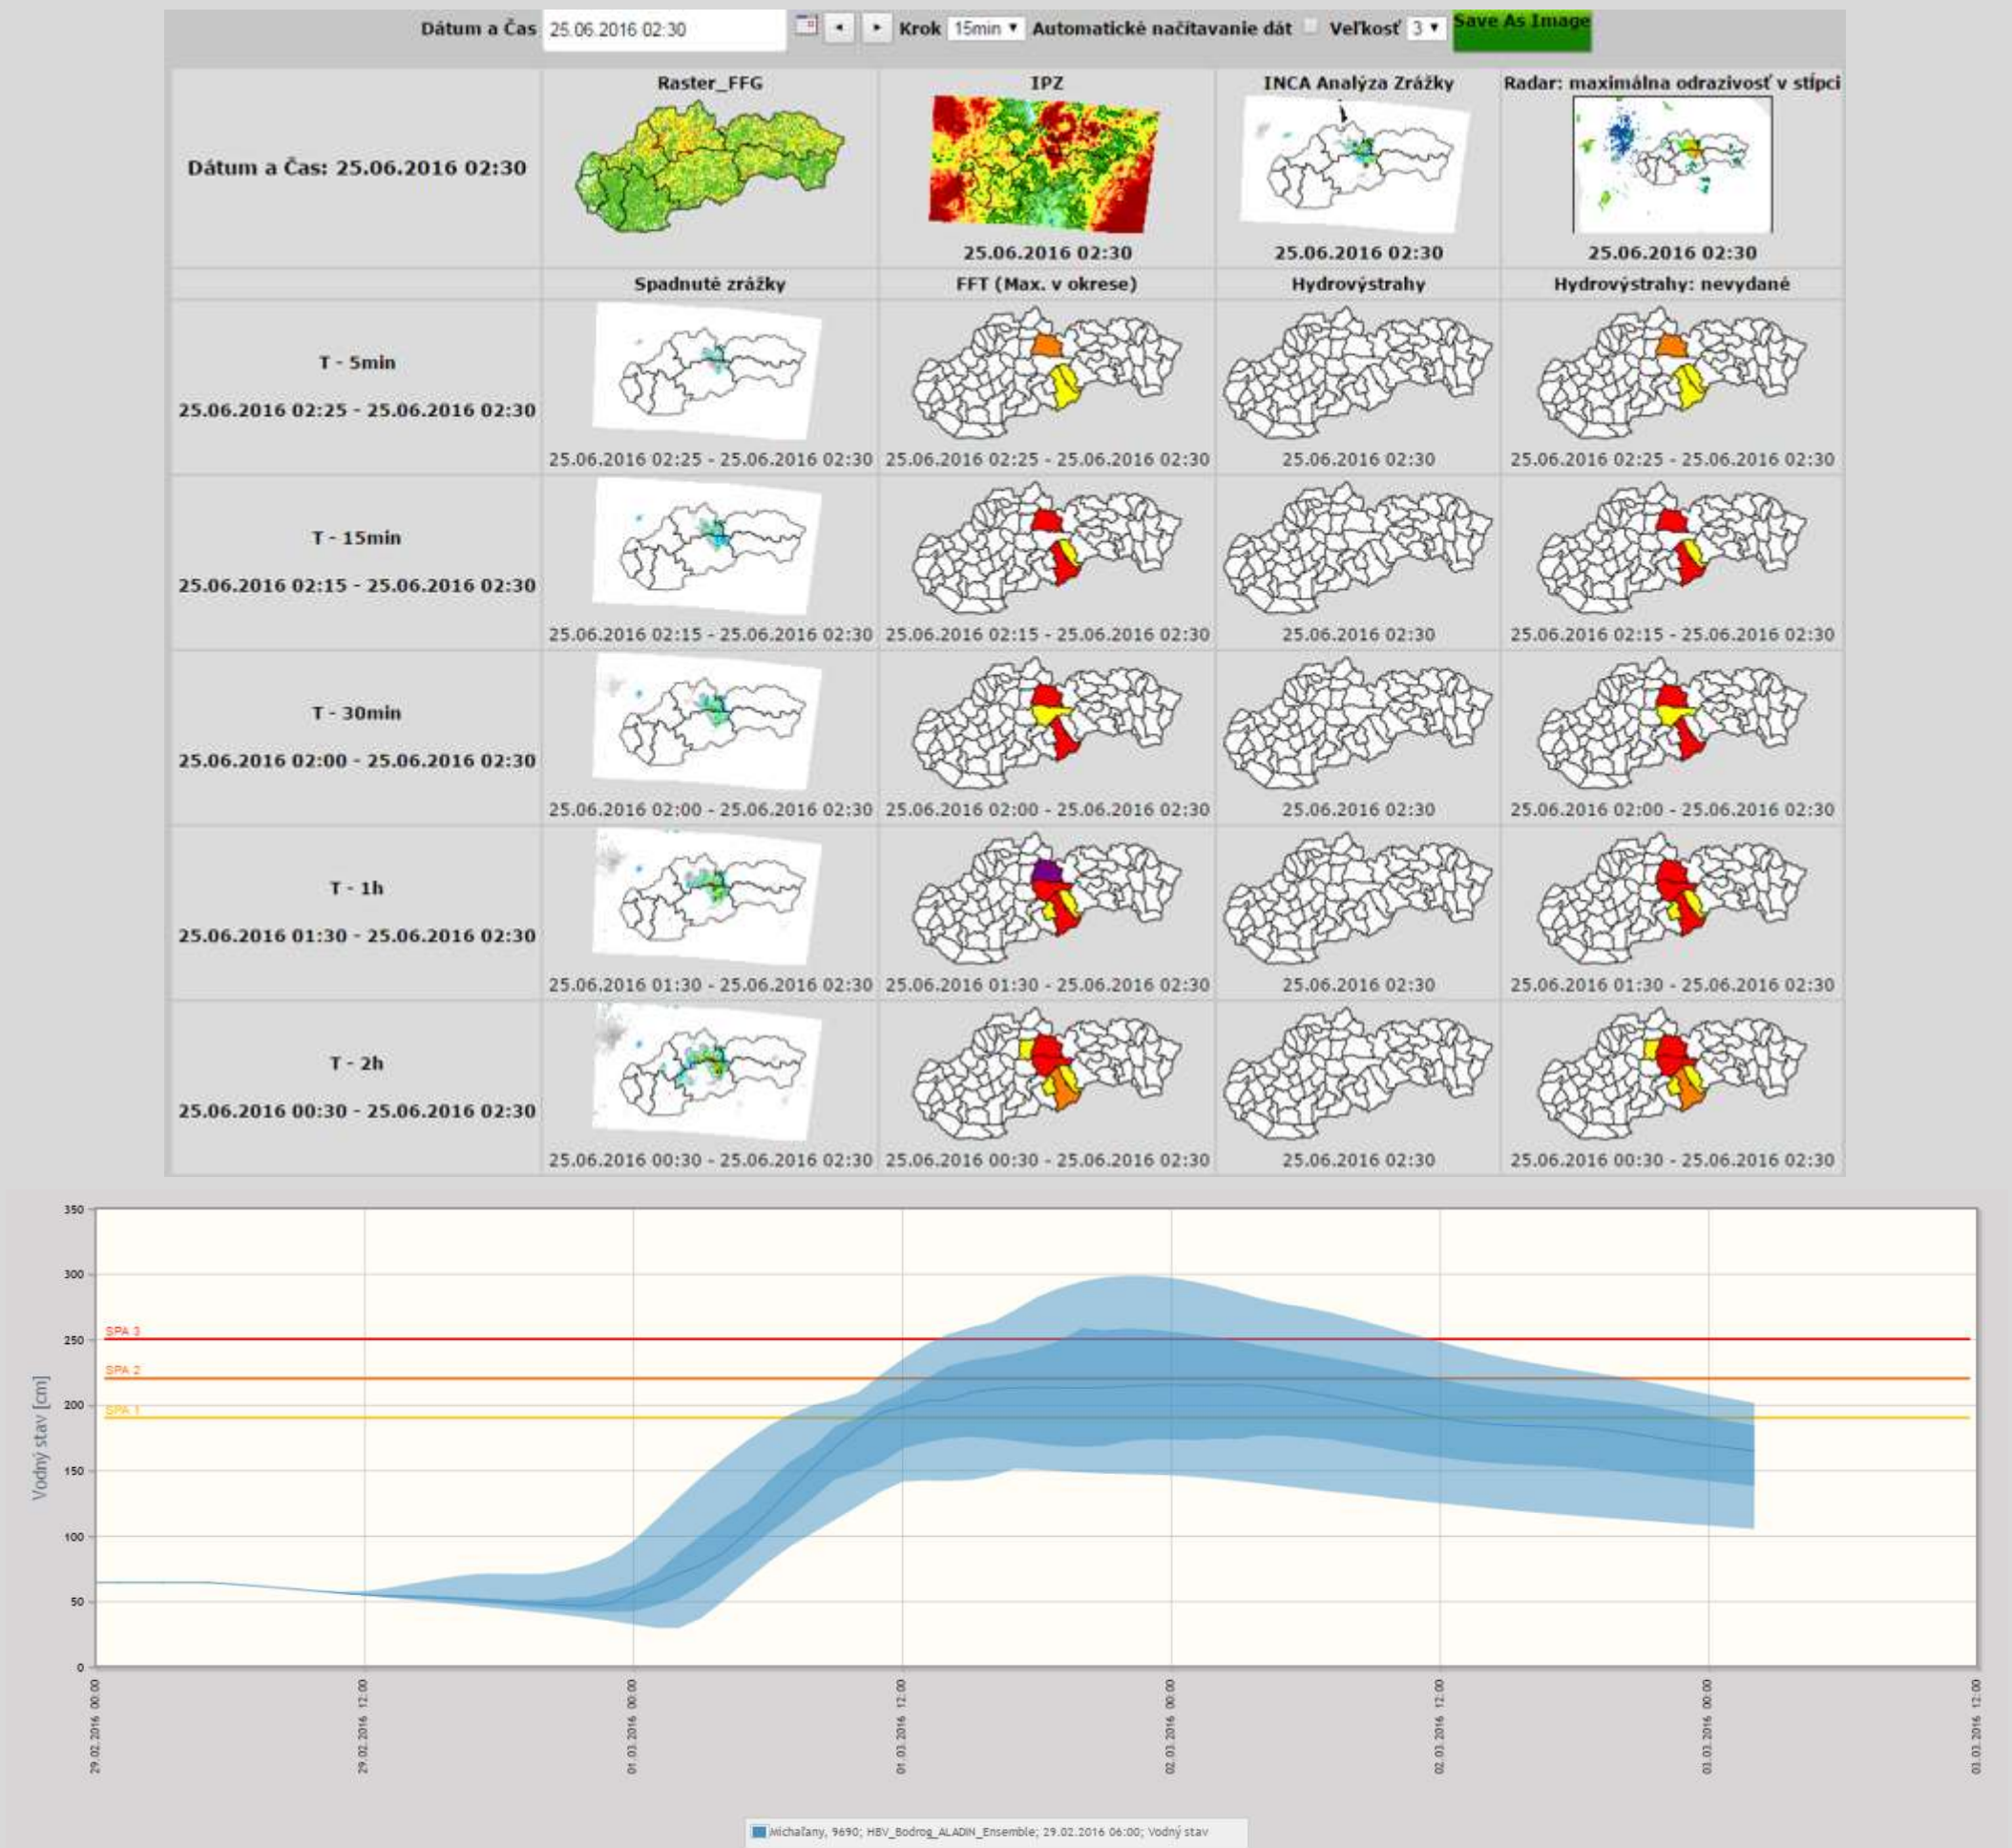 Dátum a Čas 25.06.2016 02:30 Krok 15min Automatické načítavanie dát Veľkosť 3 Save As Image
Raster_FFG IPZ INCA Analýza Zrážky Radar: maximálna odrazivosť v stĺpci
Dátum a Čas: 25.06.2016 02:30
25.06.2016 02:30 25.06.2016 02:30 25.06.2016 02:30
Spadnuté zrážky FFT (Max. v okrese) Hydrovýstrahy Hydrovýstrahy: nevydané
T - 5min
25.06.2016 02:25 - 25.06.2016 02:30
25.06.2016 02:25 - 25.06.2016 02:30 25.06.2016 02:25 - 25.06.2016 02:30 25.06.2016 02:30 25.06.2016 02:25 - 25.06.2016 02:30
T - 15min
25.06.2016 02:15 - 25.06.2016 02:30
25.06.2016 02:15 - 25.06.2016 02:30 25.06.2016 02:15 - 25.06.2016 02:30 25.06.2016 02:30 25.06.2016 02:15 - 25.06.2016 02:30
T - 30min
25.06.2016 02:00 - 25.06.2016 02:30
25.06.2016 02:00 - 25.06.2016 02:30 25.06.2016 02:00 - 25.06.2016 02:30 25.06.2016 02:30 25.06.2016 02:00 - 25.06.2016 02:30
T - 1h
25.06.2016 01:30 - 25.06.2016 02:30
25.06.2016 01:30 - 25.06.2016 02:30 25.06.2016 01:30 - 25.06.2016 02:30 25.06.2016 02:30 25.06.2016 01:30 - 25.06.2016 02:30
T - 2h
25.06.2016 00:30 - 25.06.2016 02:30
25.06.2016 00:30 - 25.06.2016 02:30 25.06.2016 00:30 - 25.06.2016 02:30 25.06.2016 02:30 25.06.2016 00:30 - 25.06.2016 02:30
Vodný stav [cm]
350
300
250
200
150
100
50
0
SPA 3
SPA 2
SPA 1
29.02.2016 00:00
29.02.2016 12:00
01.03.2016 00:00
01.03.2016 12:00
02.03.2016 00:00
02.03.2016 12:00
03.03.2016 00:00
03.03.2016 12:00
Michaľany, 9690; HBV_Bodrog_ALADIN_Ensemble; 29.02.2016 06:00; Vodný stav